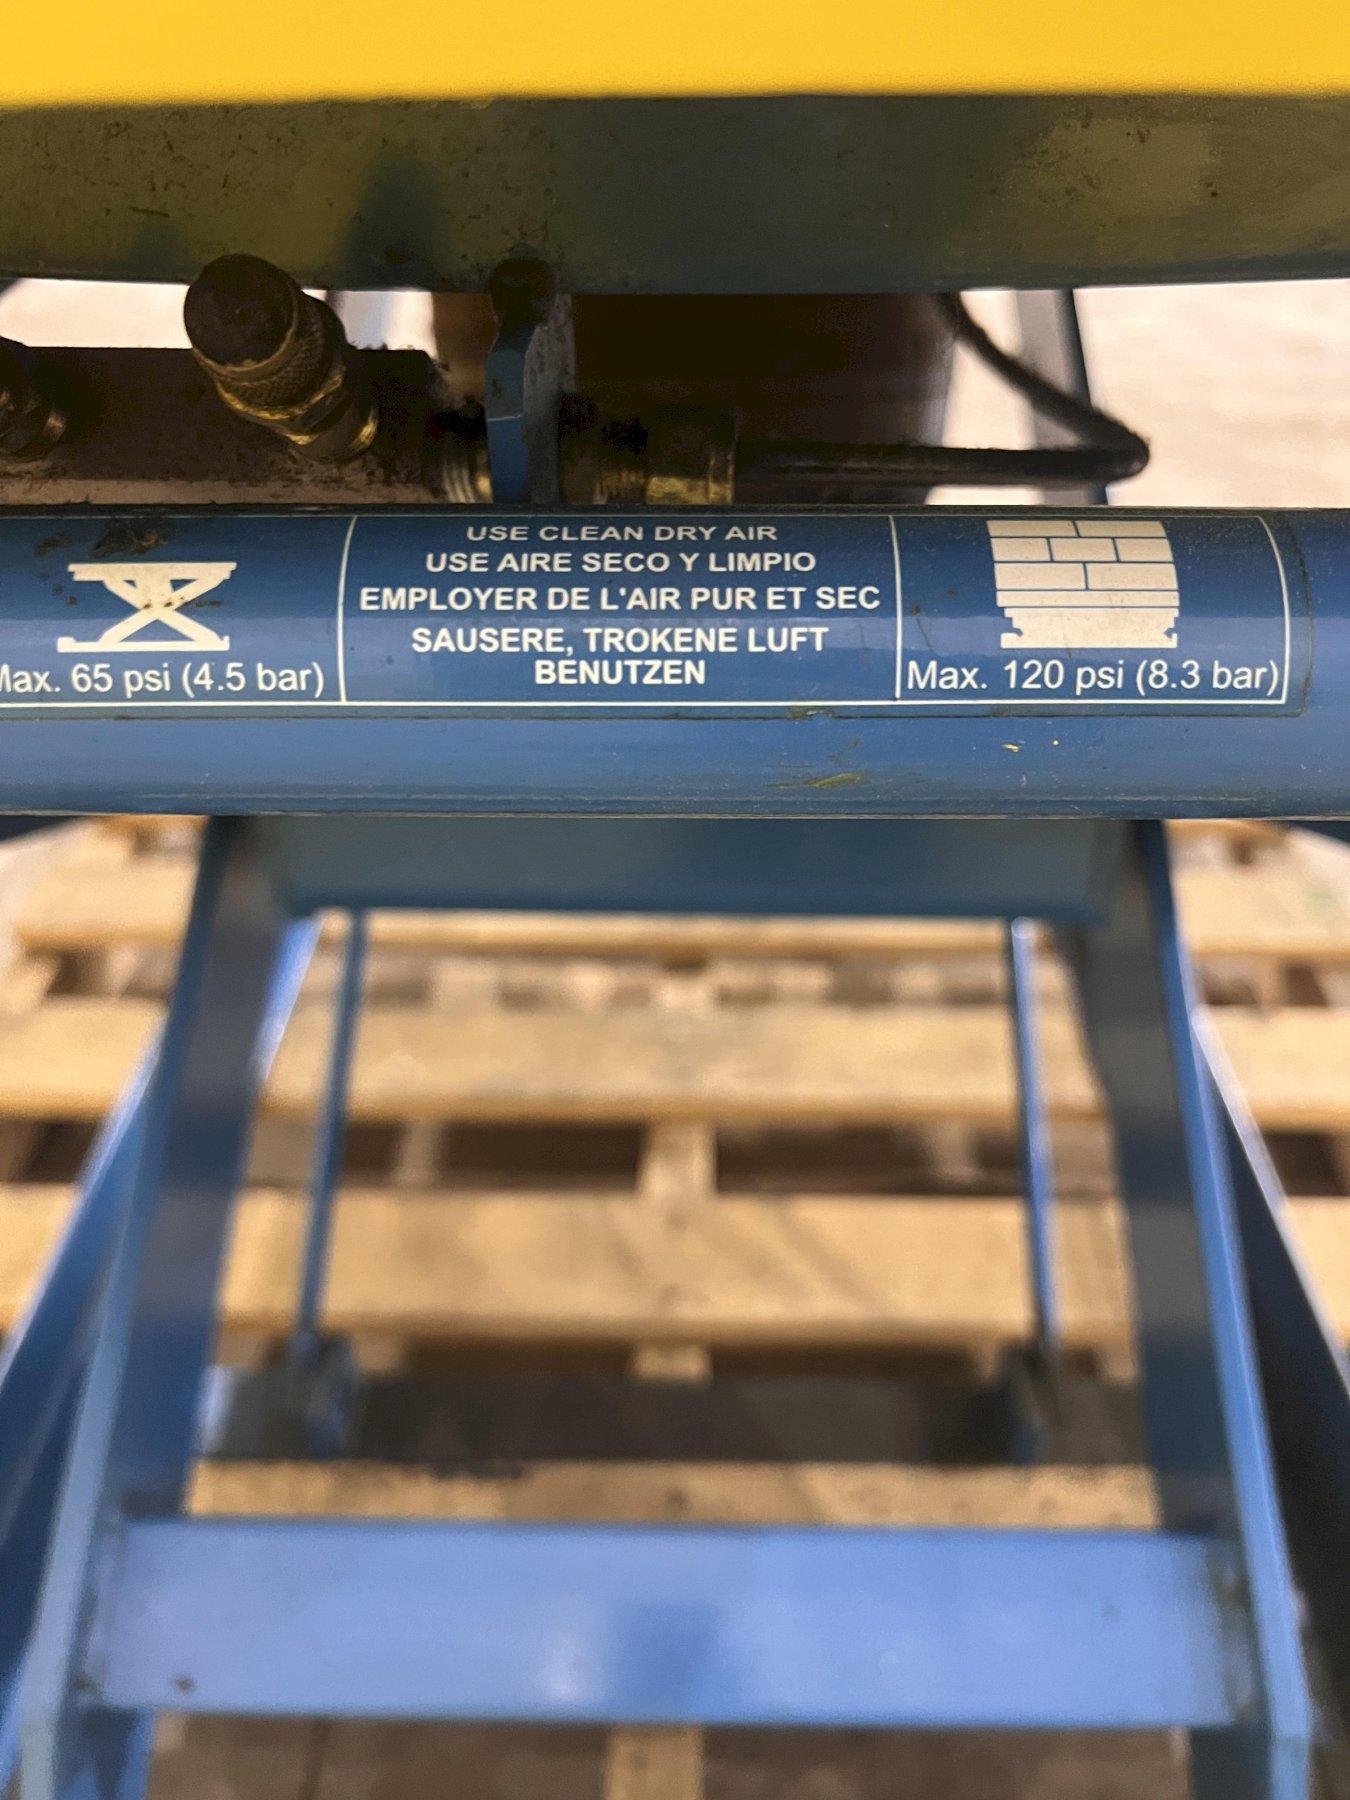 USE CLEAN DRY AIR
USE AIRE SECO Y LIMPIO
EMPLOYER DE L'AIR PUR ET SEC
SAUSERE, TROKENE LUFT
BENUTZEN
Max. 65 psi (4.5 bar)
Max. 120 psi (8.3 bar)